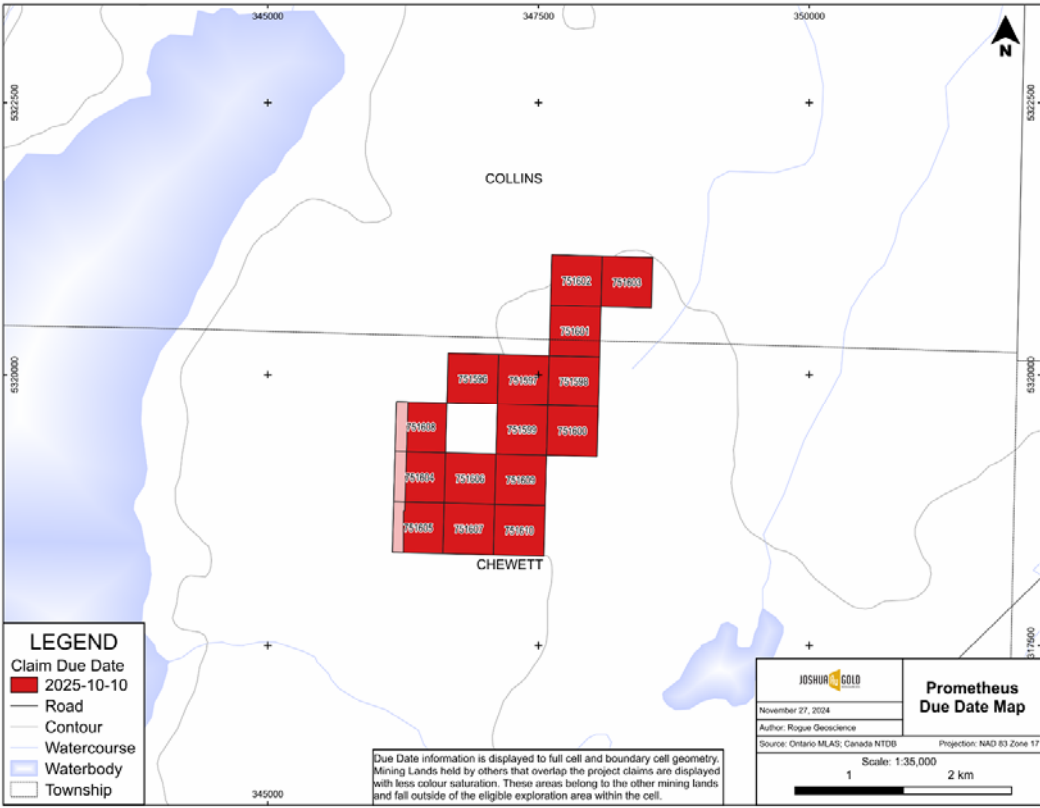 345000
347500
350000
N
5322500
5322500
COLLINS
751602
751603
751601
5320000
5320000
751596
751597
751598
751608
751599
751600
751604
751606
751609
751605
751607
751610
CHEWETT
LEGEND
Claim Due Date
2025-10-10
Road
Contour
Watercourse
Waterbody
Township
345000
Due Date information is displayed to full cell and boundary cell geometry.
Mining Lands held by others that overlap the project claims are displayed
with less colour saturation. These areas belong to the other mining lands
and fall outside of the eligible exploration area within the cell.
317500
JOSHUA GOLD
November 27, 2024
Author: Rogue Geoscience
Prometheus
Due Date Map
Source: Ontario MLAS; Canada NTDB
Projection: NAD 83 Zone 17
Scale: 1:35,000
1 2 km